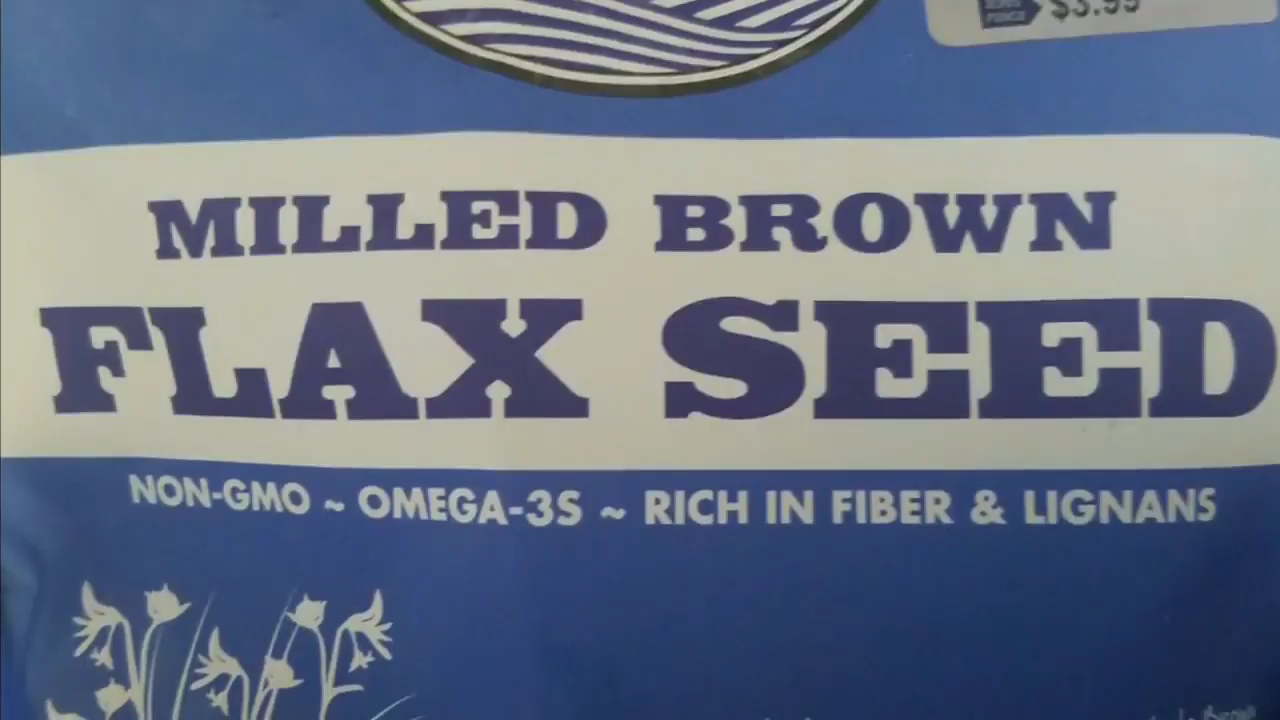 $3.99
MILLED BROWN
FLAX SEED
NON-GMO ~ OMEGA-3S ~ RICH IN FIBER & LIGNANS